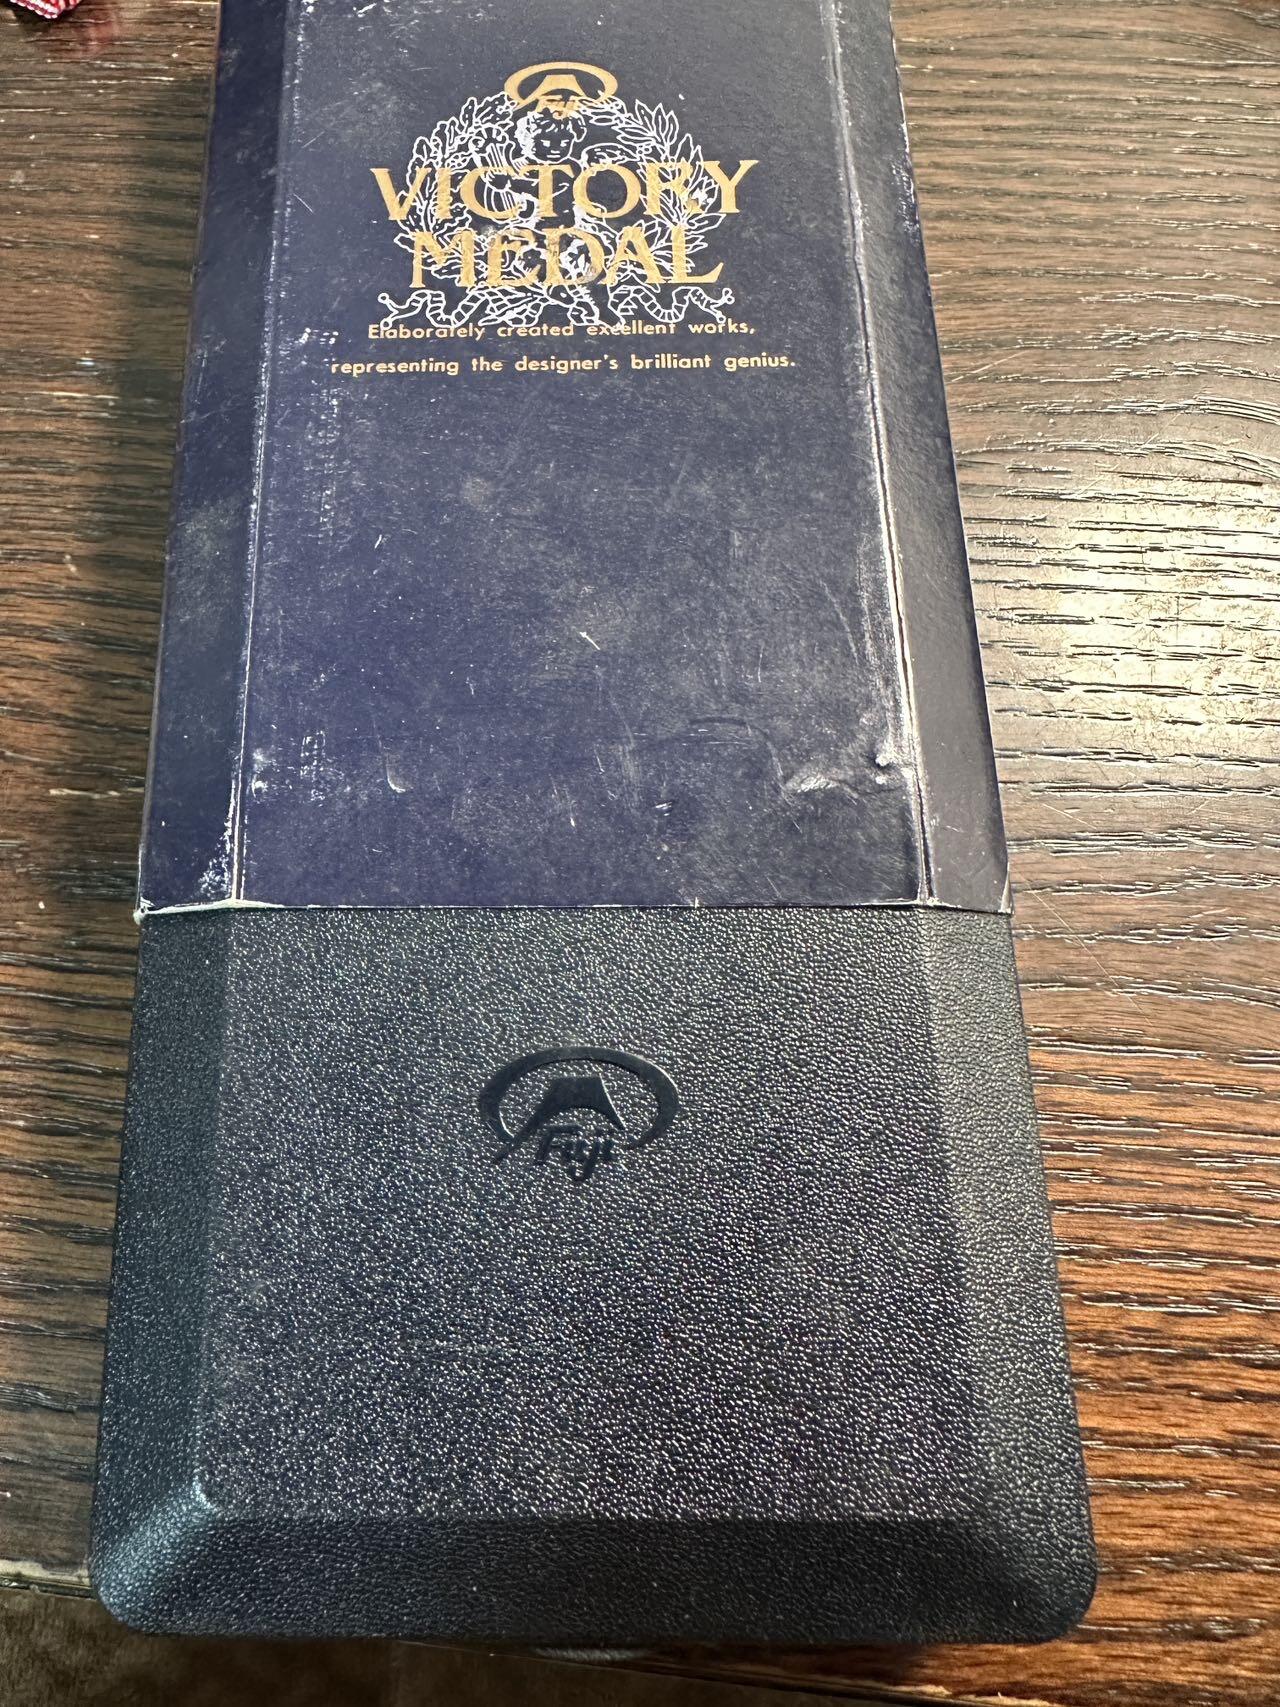 Fuji
VICTORY
MEDAL
Elaborately created excellent works,
representing the designer's brilliant genius.
Fuji